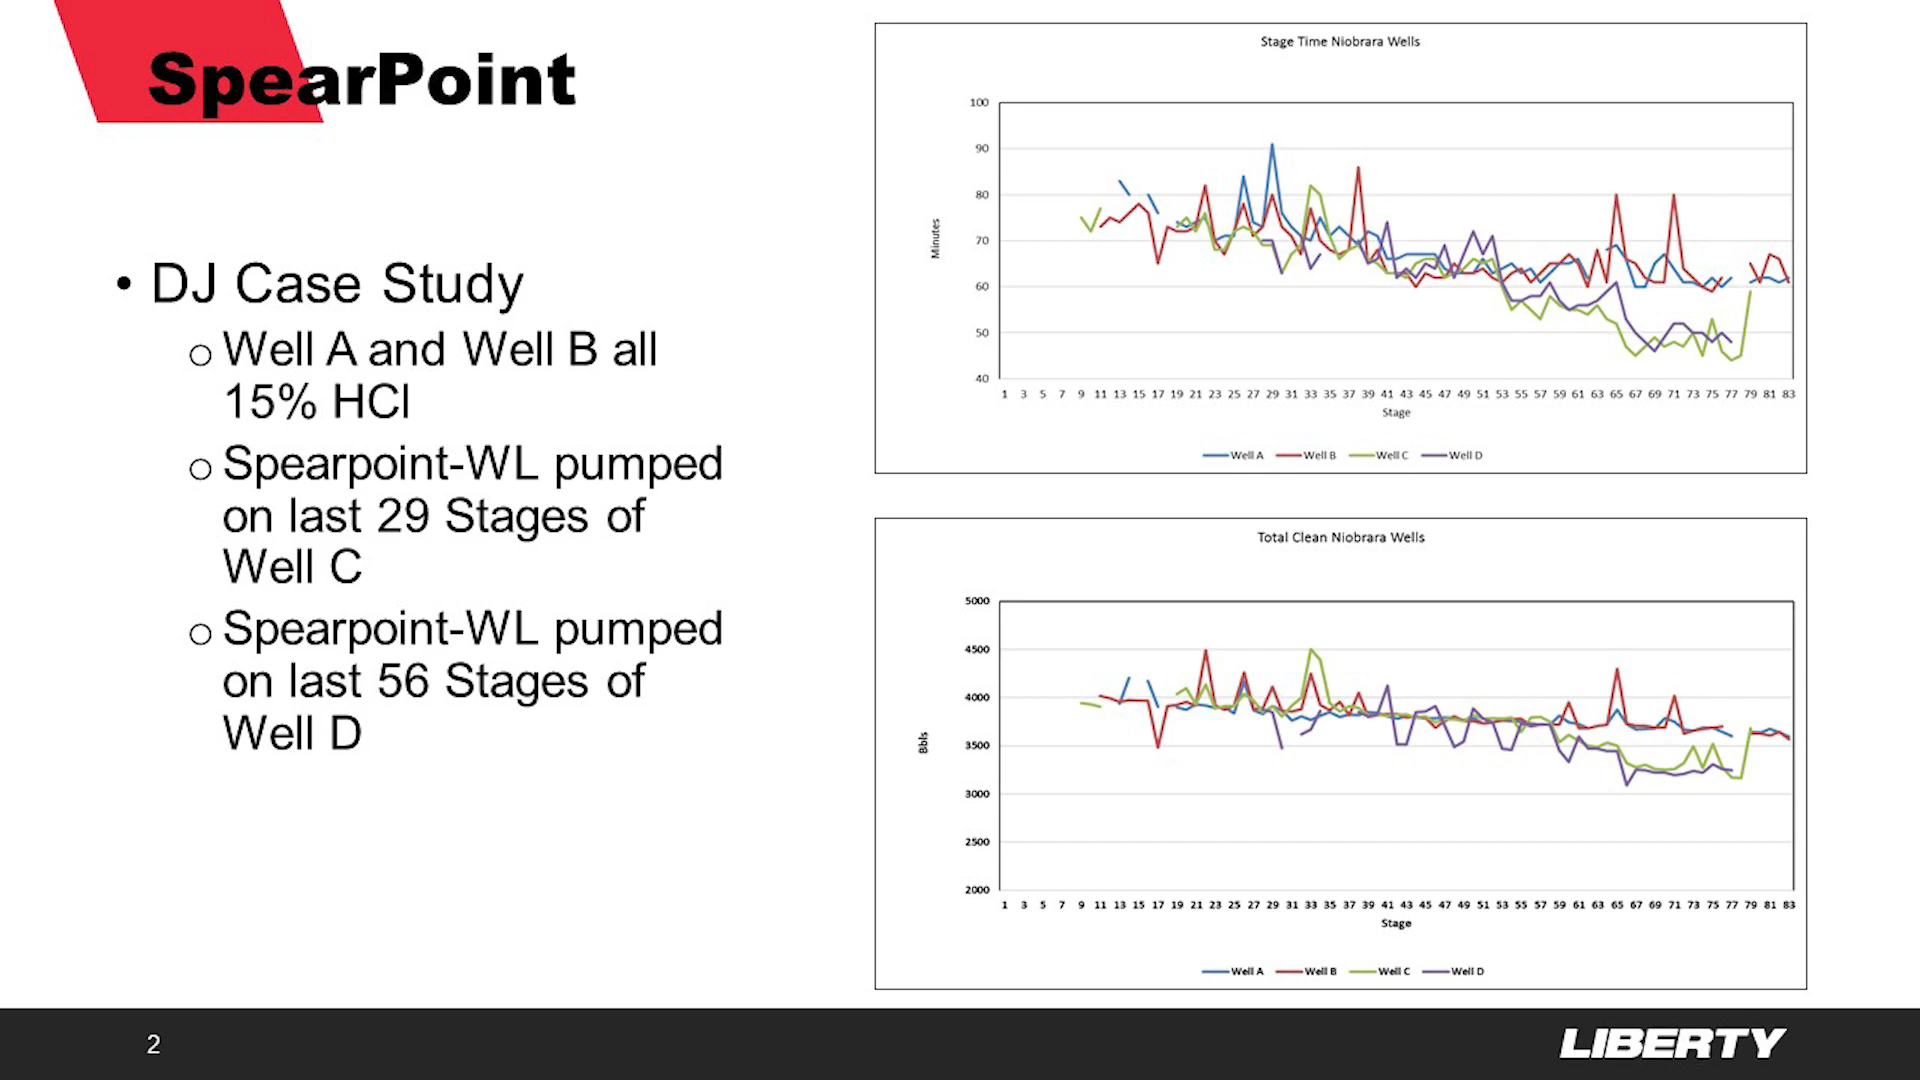 SpearPoint
• DJ Case Study
o Well A and Well B all
15% HCl
o Spearpoint-WL pumped
on last 29 Stages of
Well C
o Spearpoint-WL pumped
on last 56 Stages of
Well D
Stage Time Niobrara Wells
Minutes
100
90
80
70
60
50
40
1 3 5 7 9 11 13 15 17 19 21 23 25 27 29 31 33 35 37 39 41 43 45 47 49 51 53 55 57 59 61 63 65 67 69 71 73 75 77 79 81 83
Stage
Well A Well B Well C Well D
Total Clean Niobrara Wells
Bbls
5000
4500
4000
3500
3000
2500
2000
1 3 5 7 9 11 13 15 17 19 21 23 25 27 29 31 33 35 37 39 41 43 45 47 49 51 53 55 57 59 61 63 65 67 69 71 73 75 77 79 81 83
Stage
Well A Well B Well C Well D
2
LIBERTY